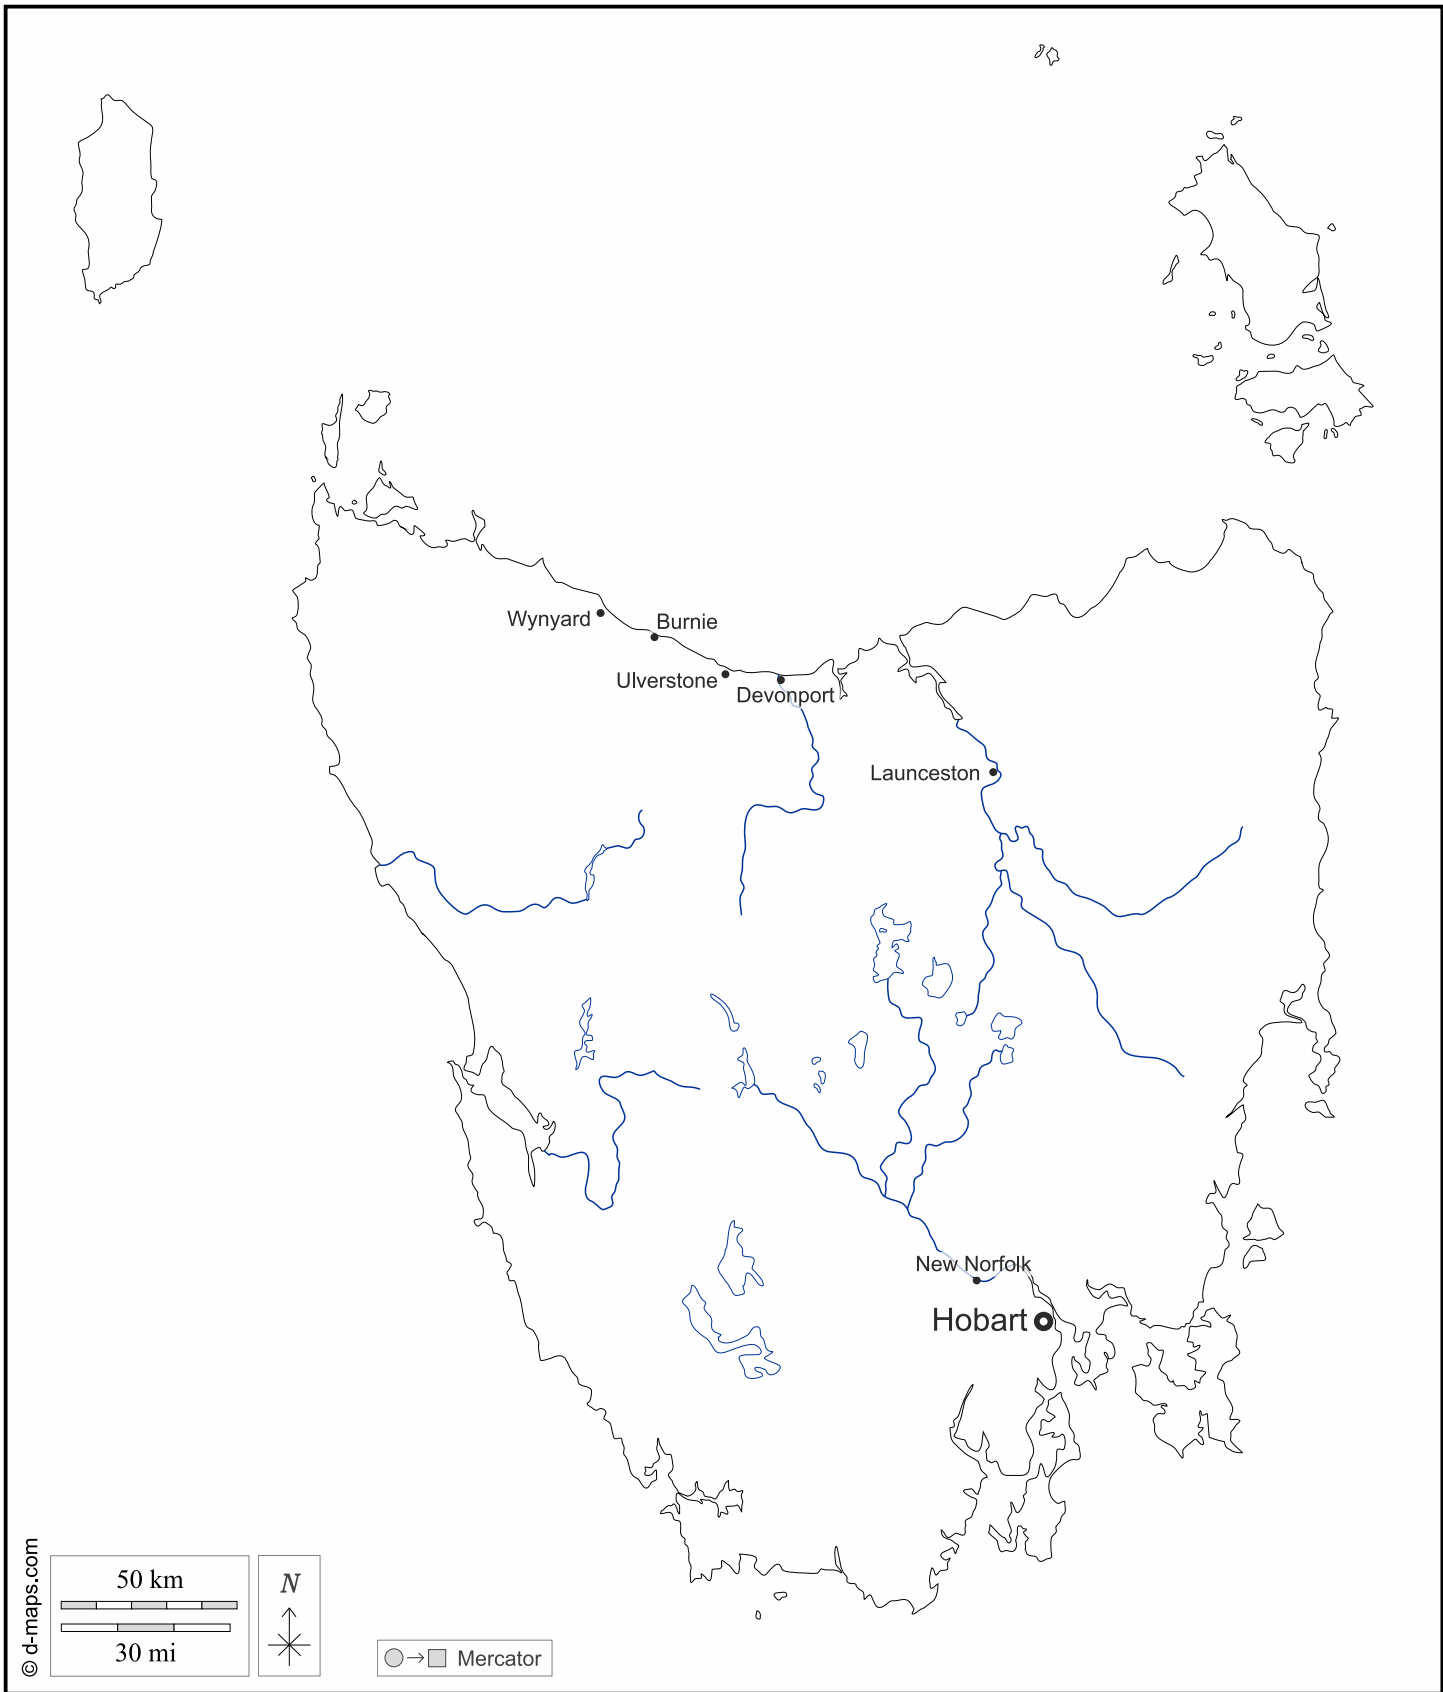 Wynyard
Burnie
Ulverstone
Devonport
Launceston
New Norfolk
Hobart
© d-maps.com
50 km
30 mi
N
Mercator